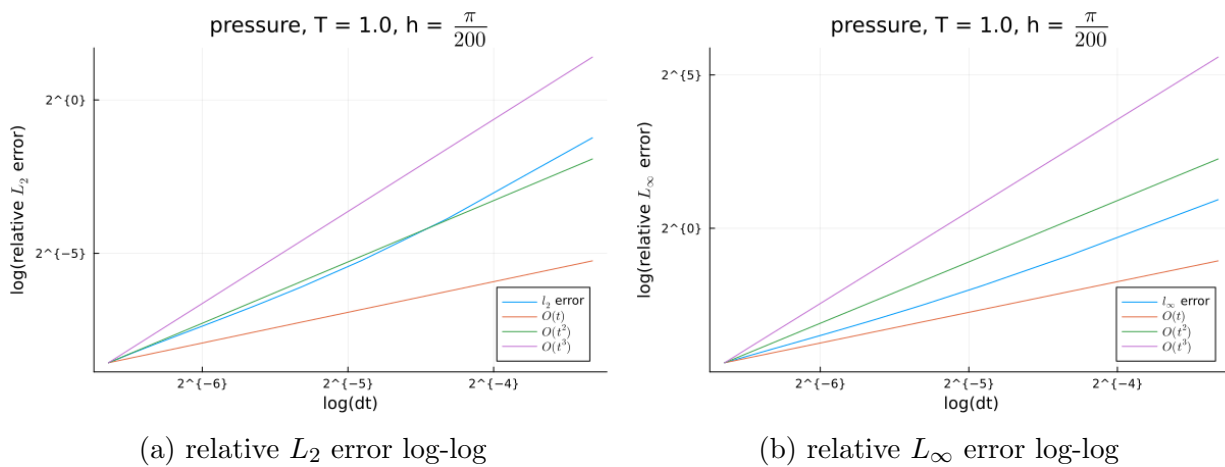 pressure, T = 1.0, h = π/200
log(relative L₂ error)
2^{0}
2^{-5}
2^{-6}
2^{-5}
2^{-4}
log(dt)
l₂ error
O(t)
O(t²)
O(t³)
(a) relative L₂ error log-log
pressure, T = 1.0, h = π/200
log(relative L∞ error)
2^{5}
2^{0}
2^{-6}
2^{-5}
2^{-4}
log(dt)
l∞ error
O(t)
O(t²)
O(t³)
(b) relative L∞ error log-log